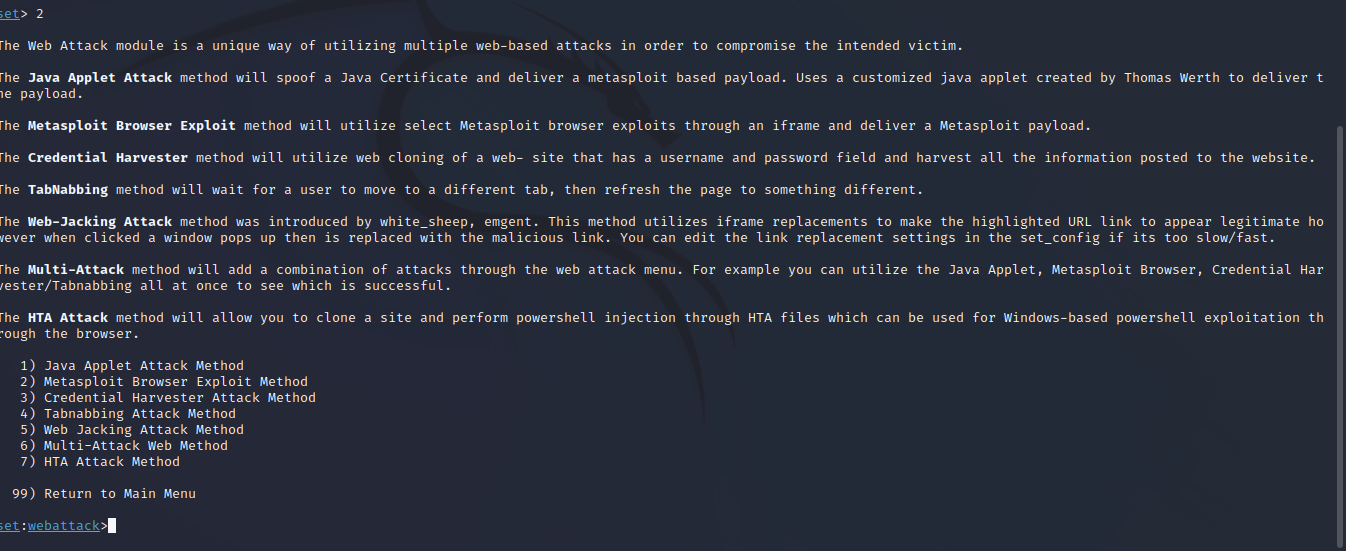 set> 2
The Web Attack module is a unique way of utilizing multiple web-based attacks in order to compromise the intended victim.
The Java Applet Attack method will spoof a Java Certificate and deliver a metasploit based payload. Uses a customized java applet created by Thomas Werth to deliver t
he payload.
The Metasploit Browser Exploit method will utilize select Metasploit browser exploits through an iframe and deliver a Metasploit payload.
The Credential Harvester method will utilize web cloning of a web- site that has a username and password field and harvest all the information posted to the website.
The TabNabbing method will wait for a user to move to a different tab, then refresh the page to something different.
The Web-Jacking Attack method was introduced by white_sheep, emgent. This method utilizes iframe replacements to make the highlighted URL link to appear legitimate ho
wever when clicked a window pops up then is replaced with the malicious link. You can edit the link replacement settings in the set_config if its too slow/fast.
The Multi-Attack method will add a combination of attacks through the web attack menu. For example you can utilize the Java Applet, Metasploit Browser, Credential Har
vester/Tabnabbing all at once to see which is successful.
The HTA Attack method will allow you to clone a site and perform powershell injection through HTA files which can be used for Windows-based powershell exploitation th
rough the browser.
1) Java Applet Attack Method
2) Metasploit Browser Exploit Method
3) Credential Harvester Attack Method
4) Tabnabbing Attack Method
5) Web Jacking Attack Method
6) Multi-Attack Web Method
7) HTA Attack Method
99) Return to Main Menu
set:webattack>